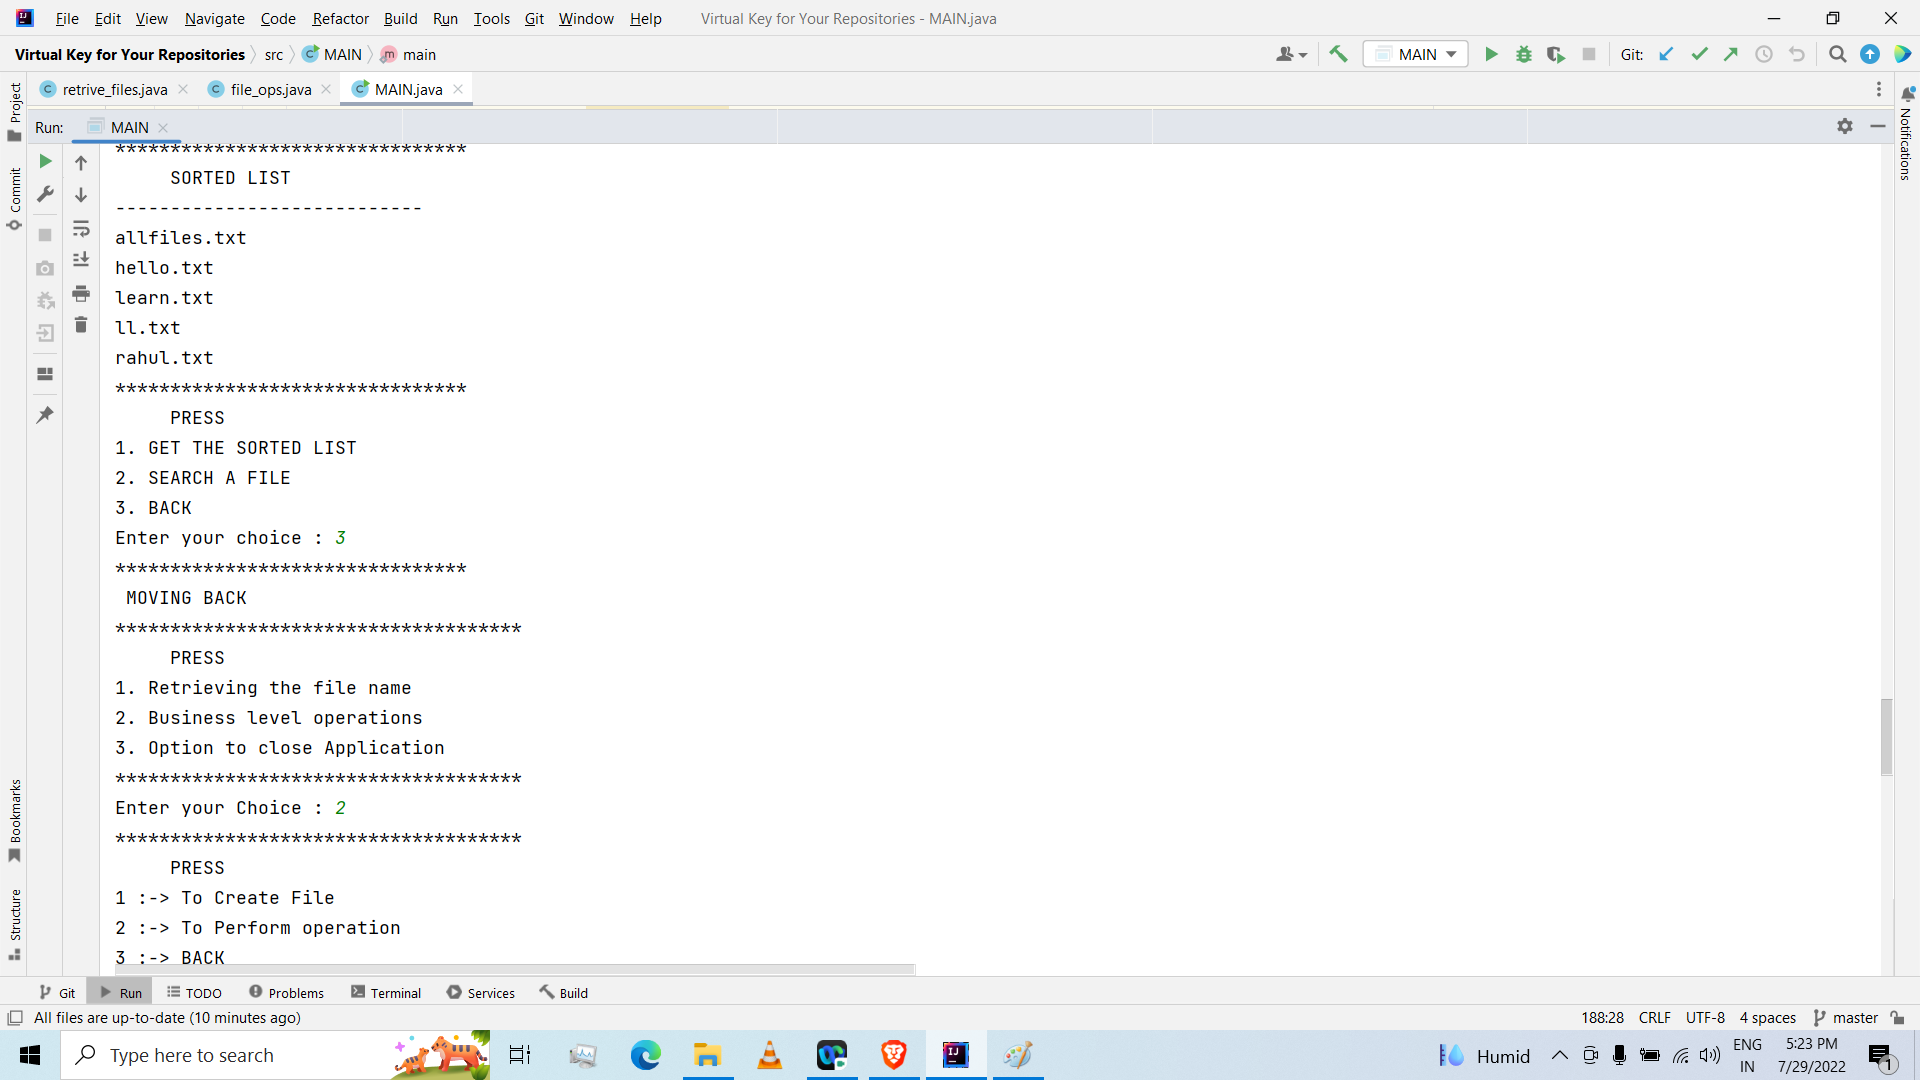 File Edit View Navigate Code Refactor Build Run Tools Git Window Help Virtual Key for Your Repositories - MAIN.java
Virtual Key for Your Repositories src MAIN main MAIN Git:
retrive_files.java file_ops.java MAIN.java
Run: MAIN
Project
Commit
Bookmarks
Structure
Notifications
********************************
SORTED LIST
----------------------------
allfiles.txt
hello.txt
learn.txt
ll.txt
rahul.txt
********************************
PRESS
1. GET THE SORTED LIST
2. SEARCH A FILE
3. BACK
Enter your choice : 3
********************************
MOVING BACK
*************************************
PRESS
1. Retrieving the file name
2. Business level operations
3. Option to close Application
*************************************
Enter your Choice : 2
*************************************
PRESS
1 :-> To Create File
2 :-> To Perform operation
3 :-> BACK
Git Run TODO Problems Terminal Services Build
All files are up-to-date (10 minutes ago) 188:28 CRLF UTF-8 4 spaces master
Type here to search Humid ENG IN 5:23 PM 7/29/2022 1